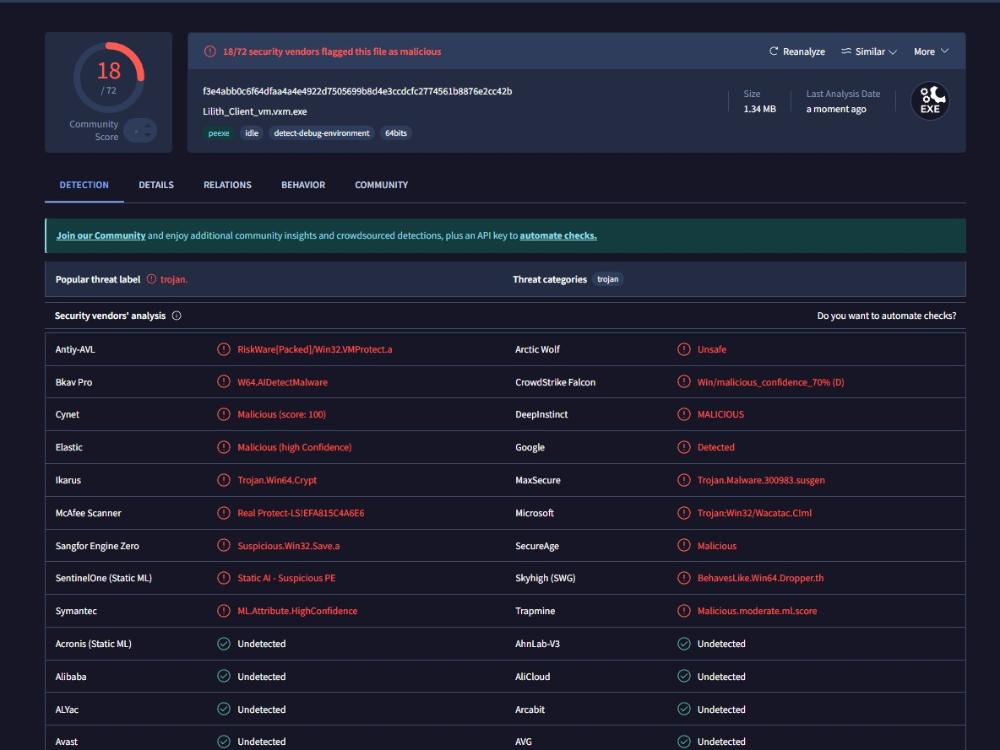 18
/ 72
Community
Score
18/72 security vendors flagged this file as malicious
Reanalyze
Similar
More
f3e4abb0c6f64dfaa4a4e4922d7505699b8d4e3ccdcfc2774561b8876e2cc42b
Lilith_Client_vm.vxm.exe
peexe idle detect-debug-environment 64bits
Size
1.34 MB
Last Analysis Date
a moment ago
EXE
DETECTION DETAILS RELATIONS BEHAVIOR COMMUNITY
Join our Community and enjoy additional community insights and crowdsourced detections, plus an API key to automate checks.
Popular threat label trojan. Threat categories trojan
Security vendors' analysis Do you want to automate checks?
Antiy-AVL RiskWare[Packed]/Win32.VMProtect.a Arctic Wolf Unsafe
Bkav Pro W64.AIDetectMalware CrowdStrike Falcon Win/malicious_confidence_70% (D)
Cynet Malicious (score: 100) DeepInstinct MALICIOUS
Elastic Malicious (high Confidence) Google Detected
Ikarus Trojan.Win64.Crypt MaxSecure Trojan.Malware.300983.susgen
McAfee Scanner Real Protect-LS!EFA815C4A6E6 Microsoft Trojan:Win32/Wacatac.C!ml
Sangfor Engine Zero Suspicious.Win32.Save.a SecureAge Malicious
SentinelOne (Static ML) Static AI - Suspicious PE Skyhigh (SWG) BehavesLike.Win64.Dropper.th
Symantec ML.Attribute.HighConfidence Trapmine Malicious.moderate.ml.score
Acronis (Static ML) Undetected AhnLab-V3 Undetected
Alibaba Undetected AliCloud Undetected
ALYac Undetected Arcabit Undetected
Avast Undetected AVG Undetected